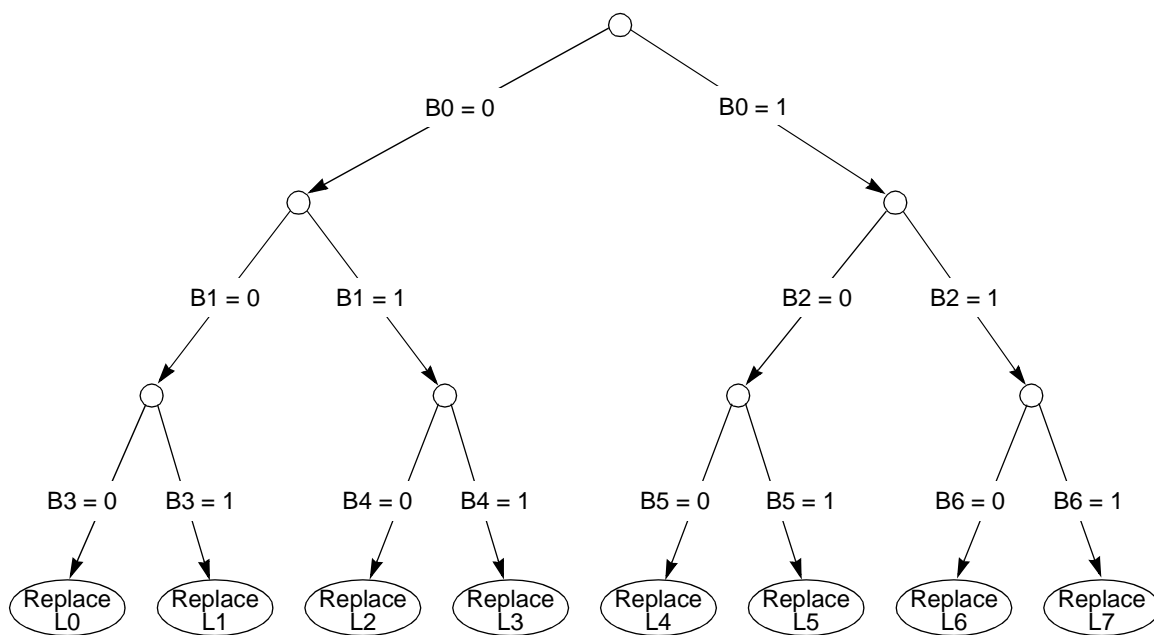 B0 = 0
B0 = 1
B1 = 0
B1 = 1
B2 = 0
B2 = 1
B3 = 0
B3 = 1
B4 = 0
B4 = 1
B5 = 0
B5 = 1
B6 = 0
B6 = 1
Replace
L0
Replace
L1
Replace
L2
Replace
L3
Replace
L4
Replace
L5
Replace
L6
Replace
L7